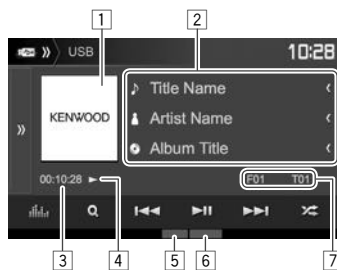 1 2
USB 10:28
KENWOOD
Title Name
Artist Name
Album Title
00:10:28 F01 T01
3 4 5 6 7